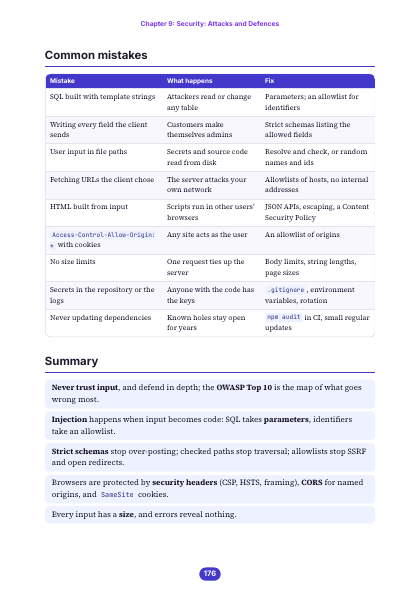 Chapter 9: Security: Attacks and Defences
Common mistakes
Mistake What happens Fix
SQL built with template strings Attackers read or change Parameters; an allowlist for
any table identifiers
Writing every field the client Customers make Strict schemas listing the
sends themselves admins allowed fields
User input in file paths Secrets and source code Resolve and check, or random
read from disk names and ids
Fetching URLs the client chose The server attacks your Allowlists of hosts, no internal
own network addresses
HTML built from input Scripts run in other users' JSON APIs, escaping, a Content
browsers Security Policy
Access-Control-Allow-Origin: Any site acts as the user An allowlist of origins
* with cookies
No size limits One request ties up the Body limits, string lengths,
server page sizes
Secrets in the repository or the Anyone with the code has .gitignore, environment
logs the keys variables, rotation
Never updating dependencies Known holes stay open npm audit in CI, small regular
for years updates
Summary
Never trust input, and defend in depth; the OWASP Top 10 is the map of what goes
wrong most.
Injection happens when input becomes code: SQL takes parameters, identifiers
take an allowlist.
Strict schemas stop over-posting; checked paths stop traversal; allowlists stop SSRF
and open redirects.
Browsers are protected by security headers (CSP, HSTS, framing), CORS for named
origins, and SameSite cookies.
Every input has a size, and errors reveal nothing.
176